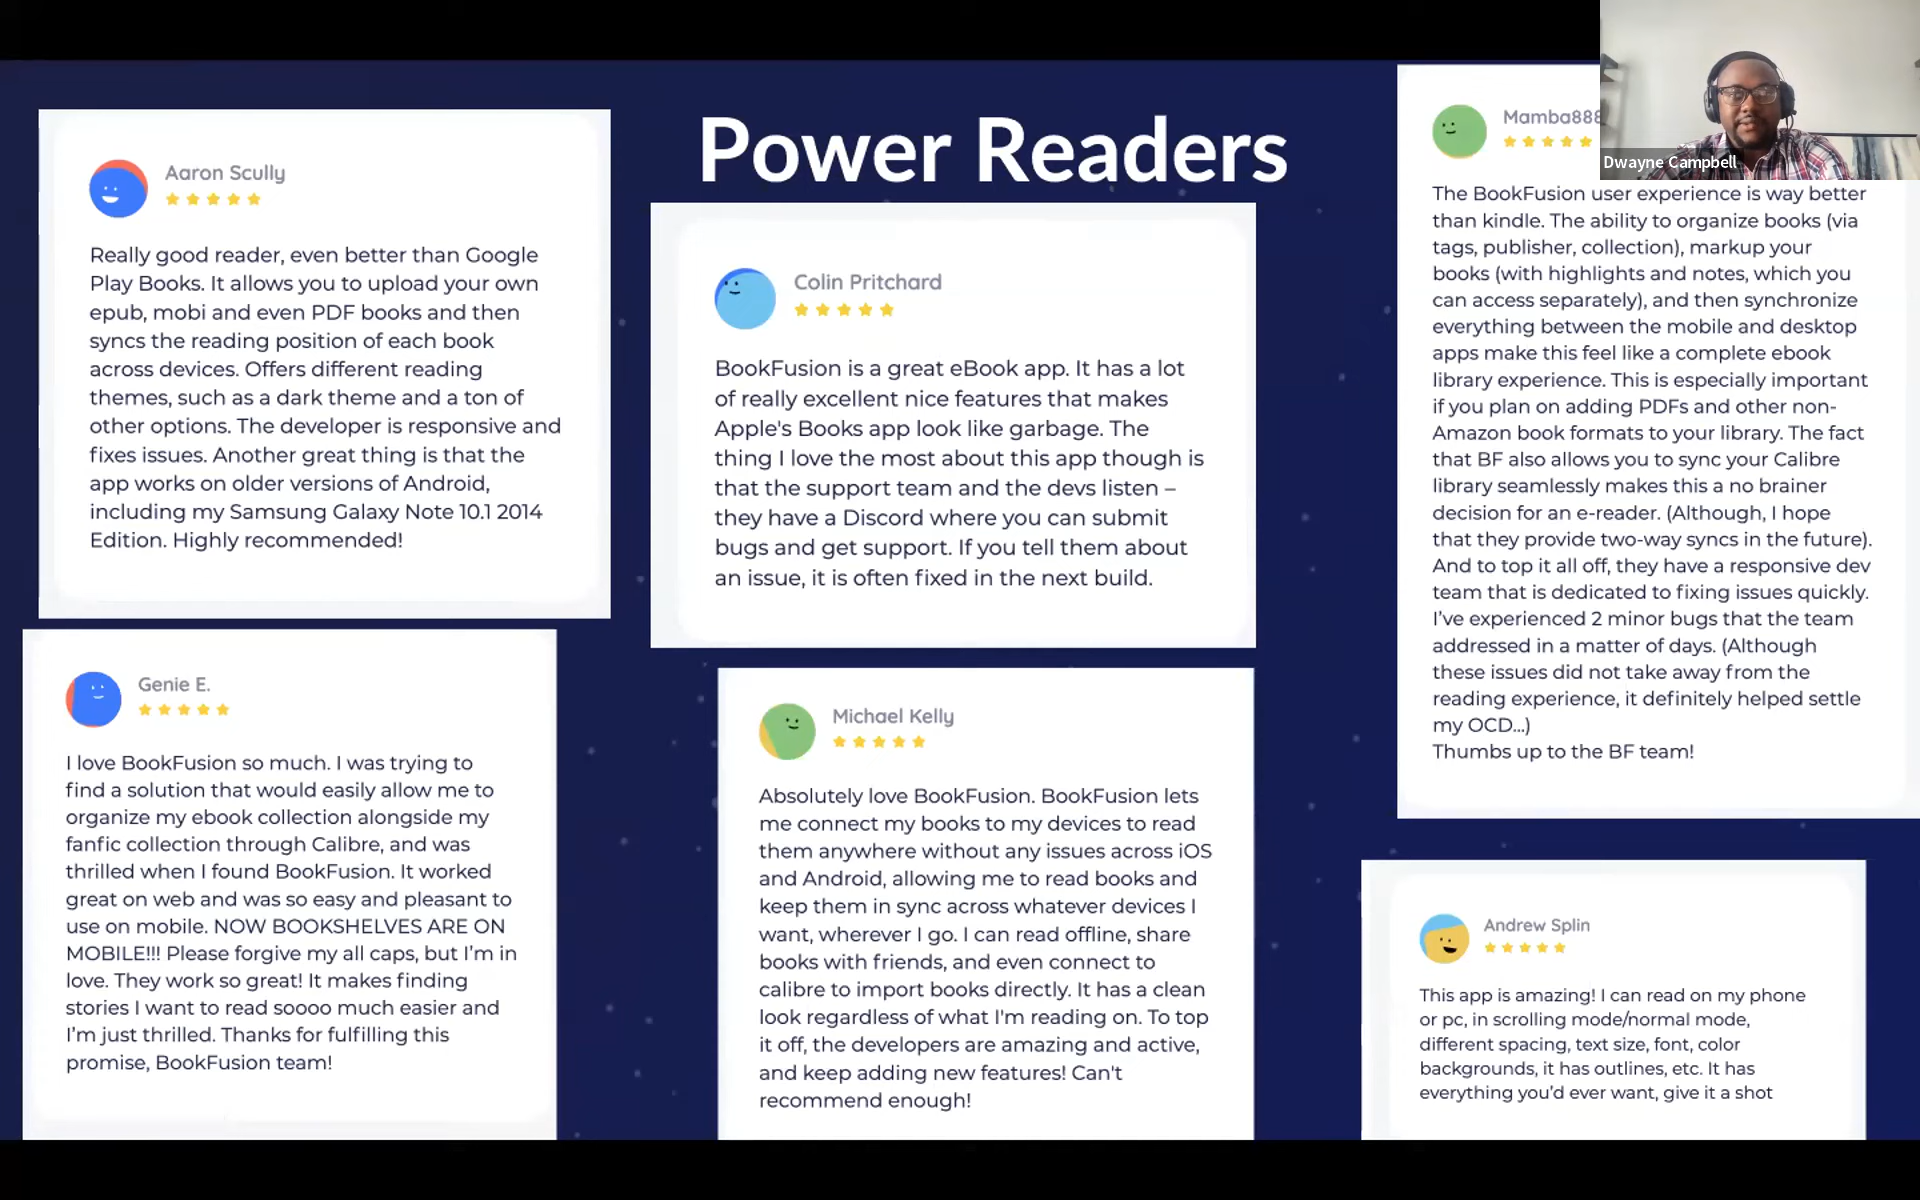 Power Readers
Aaron Scully
Really good reader, even better than Google
Play Books. It allows you to upload your own
epub, mobi and even PDF books and then
syncs the reading position of each book
across devices. Offers different reading
themes, such as a dark theme and a ton of
other options. The developer is responsive and
fixes issues. Another great thing is that the
app works on older versions of Android,
including my Samsung Galaxy Note 10.1 2014
Edition. Highly recommended!
Genie E.
I love BookFusion so much. I was trying to
find a solution that would easily allow me to
organize my ebook collection alongside my
fanfic collection through Calibre, and was
thrilled when I found BookFusion. It worked
great on web and was so easy and pleasant to
use on mobile. NOW BOOKSHELVES ARE ON
MOBILE!!! Please forgive my all caps, but I’m in
love. They work so great! It makes finding
stories I want to read soooo much easier and
I’m just thrilled. Thanks for fulfilling this
promise, BookFusion team!
Colin Pritchard
BookFusion is a great eBook app. It has a lot
of really excellent nice features that makes
Apple's Books app look like garbage. The
thing I love the most about this app though is
that the support team and the devs listen –
they have a Discord where you can submit
bugs and get support. If you tell them about
an issue, it is often fixed in the next build.
Michael Kelly
Absolutely love BookFusion. BookFusion lets
me connect my books to my devices to read
them anywhere without any issues across iOS
and Android, allowing me to read books and
keep them in sync across whatever devices I
want, wherever I go. I can read offline, share
books with friends, and even connect to
calibre to import books directly. It has a clean
look regardless of what I'm reading on. To top
it off, the developers are amazing and active,
and keep adding new features! Can't
recommend enough!
Mamba888
Dwayne Campbell
The BookFusion user experience is way better
than kindle. The ability to organize books (via
tags, publisher, collection), markup your
books (with highlights and notes, which you
can access separately), and then synchronize
everything between the mobile and desktop
apps make this feel like a complete ebook
library experience. This is especially important
if you plan on adding PDFs and other non-
Amazon book formats to your library. The fact
that BF also allows you to sync your Calibre
library seamlessly makes this a no brainer
decision for an e-reader. (Although, I hope
that they provide two-way syncs in the future).
And to top it all off, they have a responsive dev
team that is dedicated to fixing issues quickly.
I’ve experienced 2 minor bugs that the team
addressed in a matter of days. (Although
these issues did not take away from the
reading experience, it definitely helped settle
my OCD...)
Thumbs up to the BF team!
Andrew Splin
This app is amazing! I can read on my phone
or pc, in scrolling mode/normal mode,
different spacing, text size, font, color
backgrounds, it has outlines, etc. It has
everything you’d ever want, give it a shot